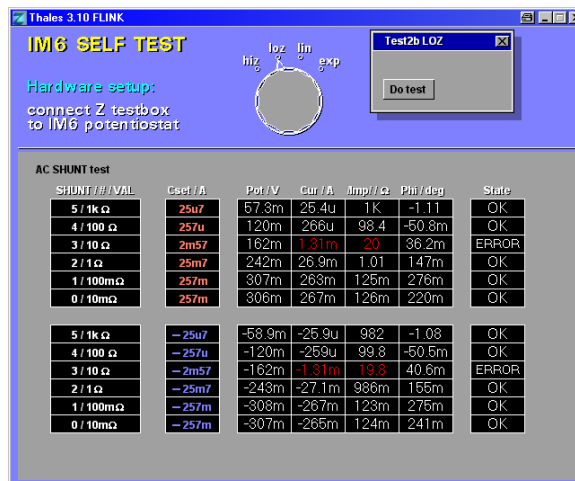 Thales 3.10 FLINK
IM6 SELF TEST
Hardware setup:
connect Z testbox
to IM6 potentiostat
hiz loz lin exp
Test2b LOZ
Do test
AC SHUNT test
SHUNT / # / VAL Cset / A Pot / V Cur / A /Imp/ / Ω Phi / deg State
5 / 1k Ω 25u7 57.3m 25.4u 1K -1.11 OK
4 / 100 Ω 257u 120m 266u 98.4 -50.8m OK
3 / 10 Ω 2m57 162m 1.31m 20 36.2m ERROR
2 / 1 Ω 25m7 242m 26.9m 1.01 147m OK
1 / 100mΩ 257m 307m 263m 125m 276m OK
0 / 10mΩ 257m 306m 267m 126m 220m OK
5 / 1k Ω –25u7 -58.9m -25.9u 982 -1.08 OK
4 / 100 Ω –257u -120m -259u 99.8 -50.5m OK
3 / 10 Ω –2m57 -162m -1.31m 19.8 40.6m ERROR
2 / 1 Ω –25m7 -243m -27.1m 986m 155m OK
1 / 100mΩ –257m -308m -267m 123m 275m OK
0 / 10mΩ –257m -307m -265m 124m 241m OK